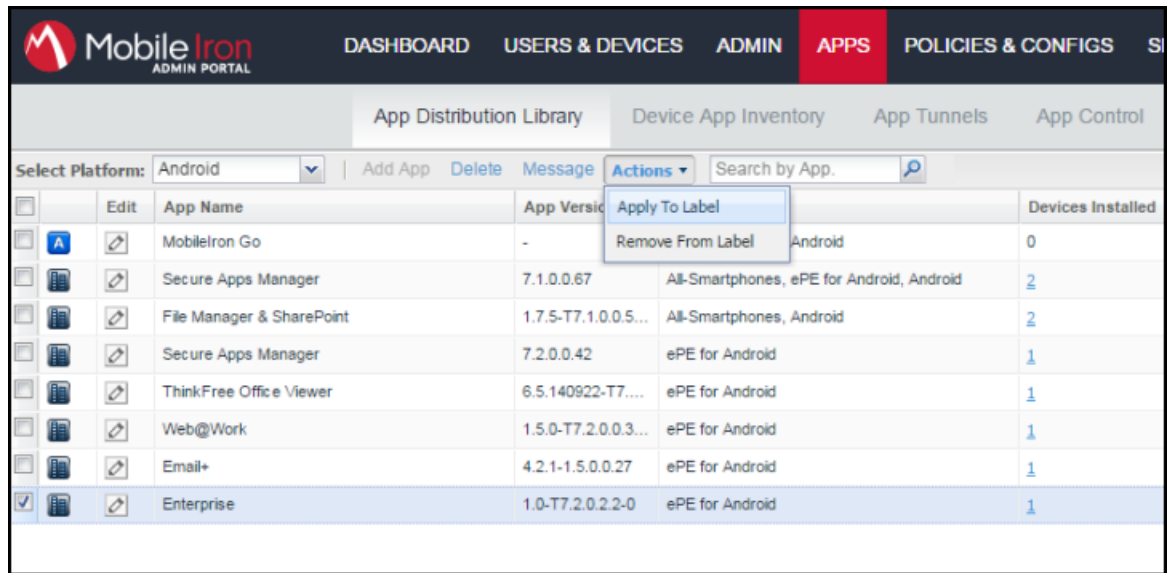 MobileIron DASHBOARD USERS & DEVICES ADMIN APPS POLICIES & CONFIGS
ADMIN PORTAL
App Distribution Library Device App Inventory App Tunnels App Control
Select Platform: Android Add App Delete Message Actions Search by App.
Edit App Name App Versio Apply To Label Devices Installed
A MobileIron Go - Remove From Label Android 0
Secure Apps Manager 7.1.0.0.67 All-Smartphones, ePE for Android, Android 2
File Manager & SharePoint 1.7.5-T7.1.0.0.5... All-Smartphones, Android 2
Secure Apps Manager 7.2.0.0.42 ePE for Android 1
ThinkFree Office Viewer 6.5.140922-T7.... ePE for Android 1
Web@Work 1.5.0-T7.2.0.0.3... ePE for Android 1
Email+ 4.2.1-1.5.0.0.27 ePE for Android 1
Enterprise 1.0-T7.2.0.2.2-0 ePE for Android 1